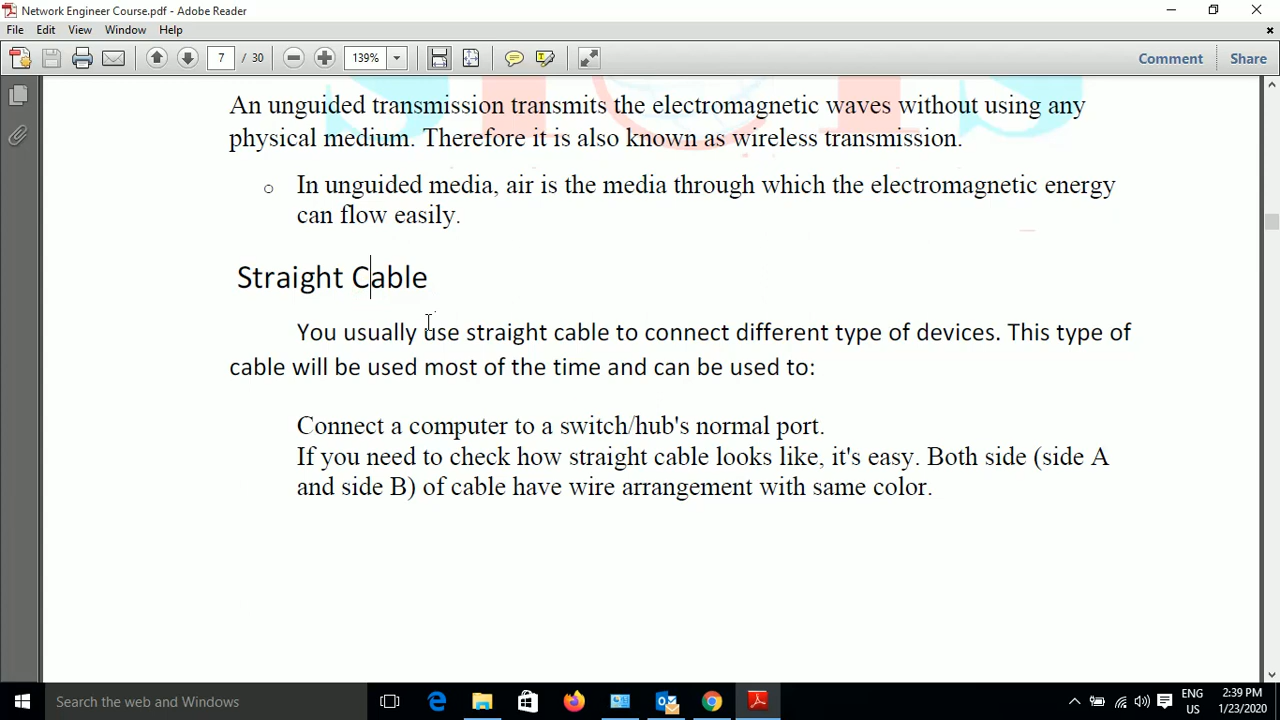 Network Engineer Course.pdf - Adobe Reader
File Edit View Window Help
7 / 30 139% Comment Share
An unguided transmission transmits the electromagnetic waves without using any
physical medium. Therefore it is also known as wireless transmission.
o In unguided media, air is the media through which the electromagnetic energy
can flow easily.
Straight Cable
You usually use straight cable to connect different type of devices. This type of
cable will be used most of the time and can be used to:
Connect a computer to a switch/hub's normal port.
If you need to check how straight cable looks like, it's easy. Both side (side A
and side B) of cable have wire arrangement with same color.
Search the web and Windows
ENG
US
2:39 PM
1/23/2020